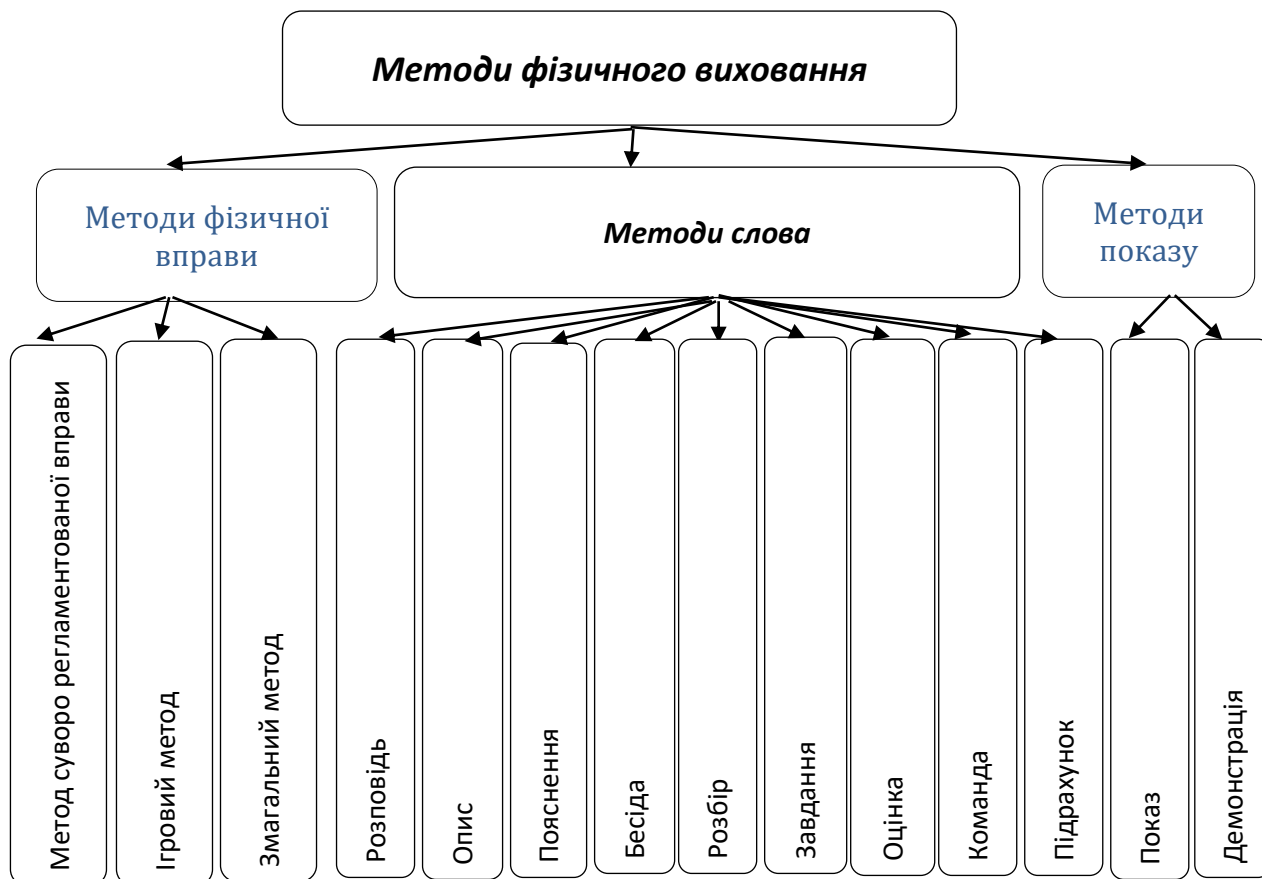 Методи фізичного виховання
Методи фізичної
вправи
Методи слова
Методи
показу
Метод суворо регламентованої вправи
Ігровий метод
Змагальний метод
Розповідь
Опис
Пояснення
Бесіда
Розбір
Завдання
Оцінка
Команда
Підрахунок
Показ
Демонстрація